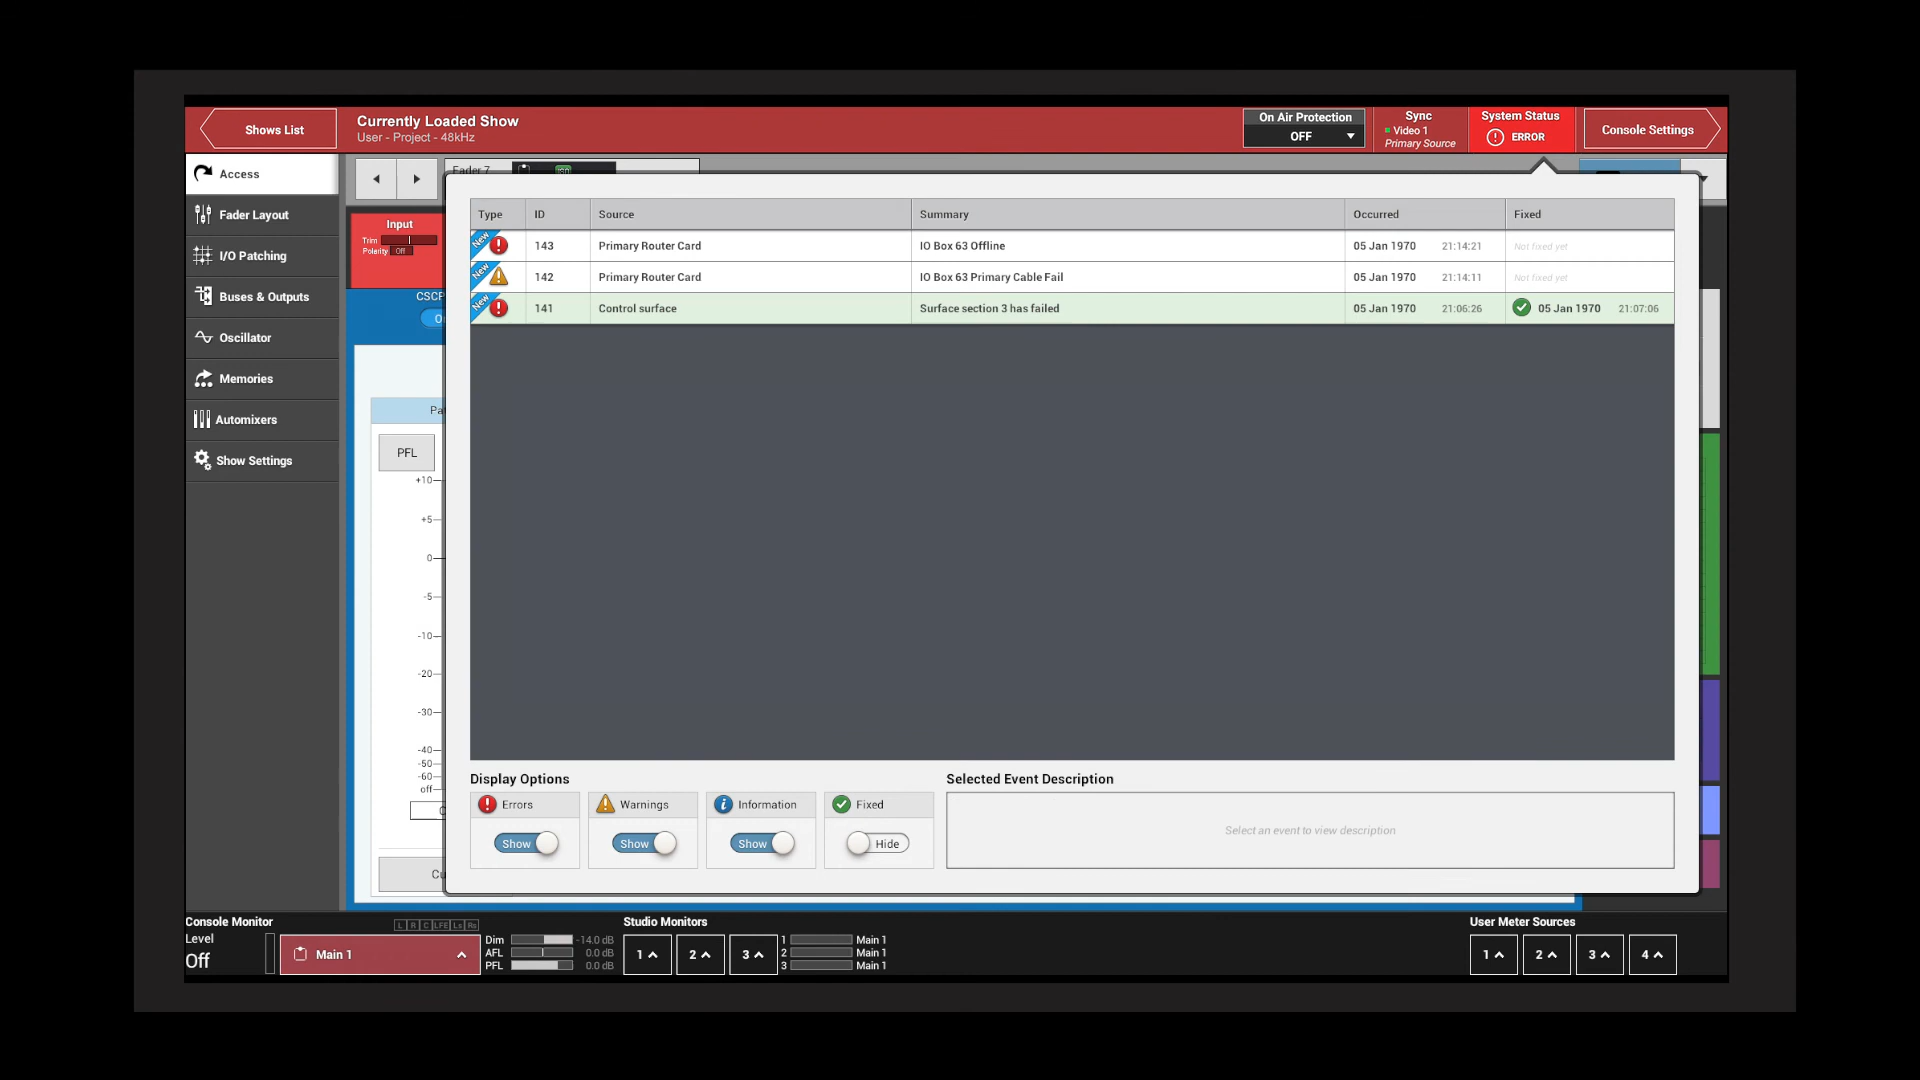 Shows List
Currently Loaded Show
User - Project - 48kHz
On Air Protection
OFF
Sync
Video 1
Primary Source
System Status
ERROR
Console Settings
Access
Fader Layout
I/O Patching
Buses & Outputs
Oscillator
Memories
Automixers
Show Settings
Fader 7
Input
Trim
Polarity Off
PFL
+10
+5
0
-5
-10
-20
-30
-40
-50
-60
off
Type ID Source Summary Occurred Fixed
New 143 Primary Router Card IO Box 63 Offline 05 Jan 1970 21:14:21 Not fixed yet
New 142 Primary Router Card IO Box 63 Primary Cable Fail 05 Jan 1970 21:14:11 Not fixed yet
New 141 Control surface Surface section 3 has failed 05 Jan 1970 21:06:26 05 Jan 1970 21:07:06
Display Options
Errors Warnings Information Fixed
Show Show Show Hide
Selected Event Description
Select an event to view description
Console Monitor
Level
Off
L R C LFE Ls Rs
Main 1
Dim -14.0 dB
AFL 0.0 dB
PFL 0.0 dB
Studio Monitors
1 2 3
1 Main 1
2 Main 1
3 Main 1
User Meter Sources
1 2 3 4